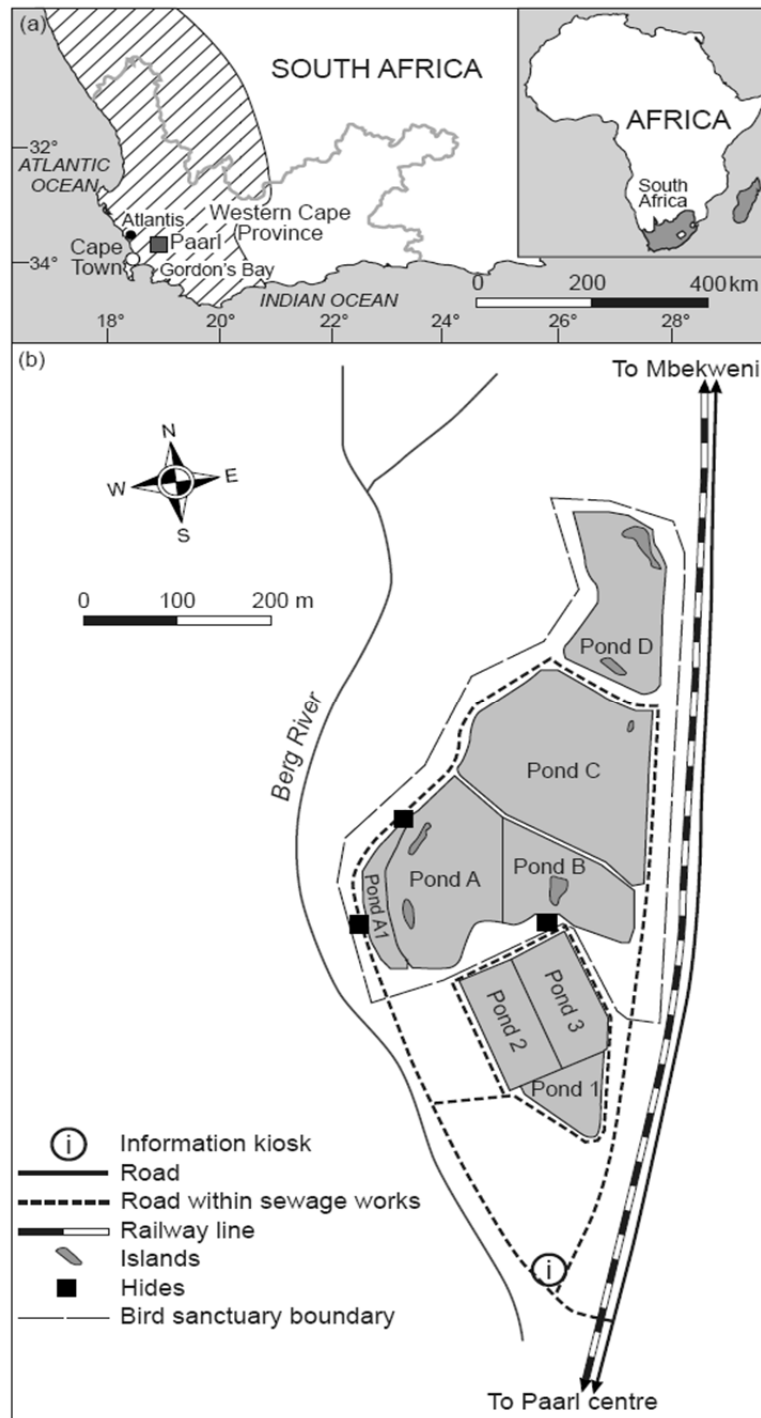 (a)
SOUTH AFRICA
AFRICA
South
Africa
32°
ATLANTIC
OCEAN
Atlantis
Western Cape
Province
Paarl
Cape
Town
Gordon's Bay
34°
INDIAN OCEAN
0 200 400 km
18° 20° 22° 24° 26° 28°
(b)
To Mbekweni
N
W E
S
0 100 200 m
Pond D
Berg River
Pond C
Pond B
Pond A
Pond A1
Pond 3
Pond 2
Pond 1
i Information kiosk
Road
Road within sewage works
Railway line
Islands
i
Hides
Bird sanctuary boundary
To Paarl centre